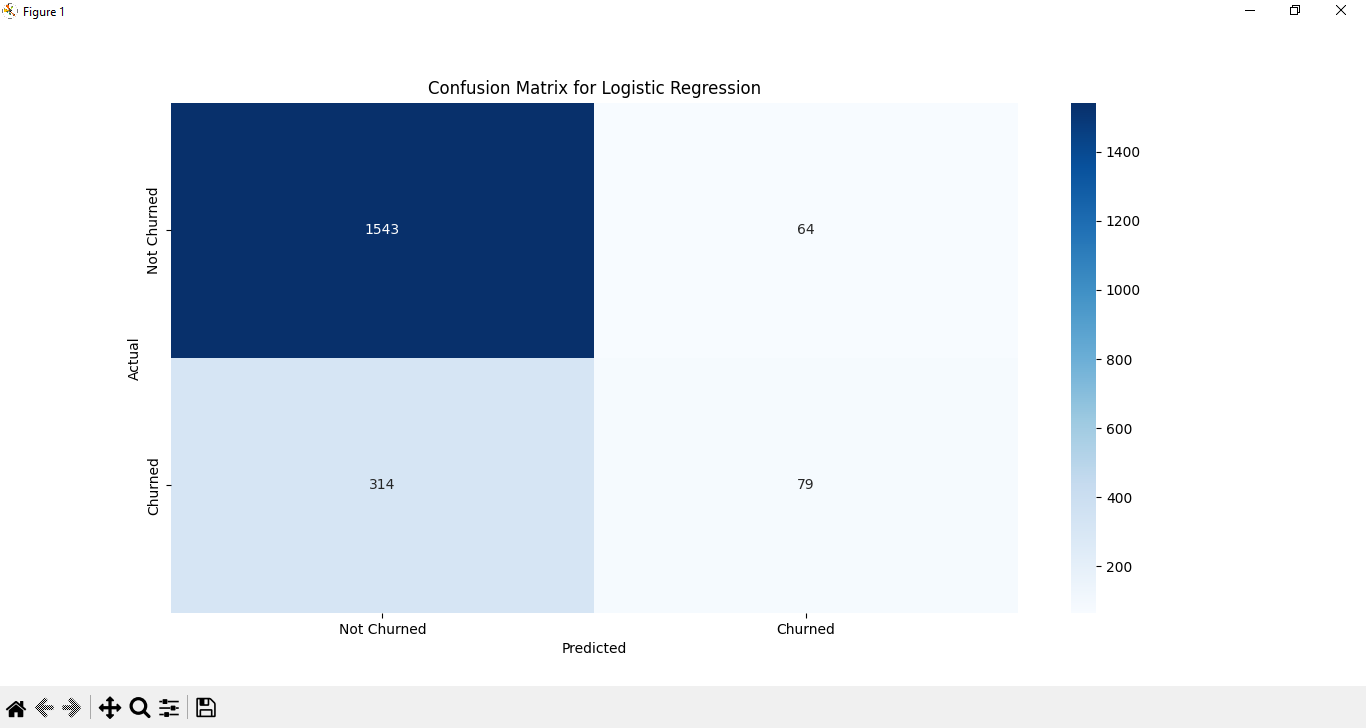 Figure 1
Confusion Matrix for Logistic Regression
Not Churned
1543
64
1400
1200
1000
800
600
400
200
Actual
Churned
314
79
Not Churned
Churned
Predicted